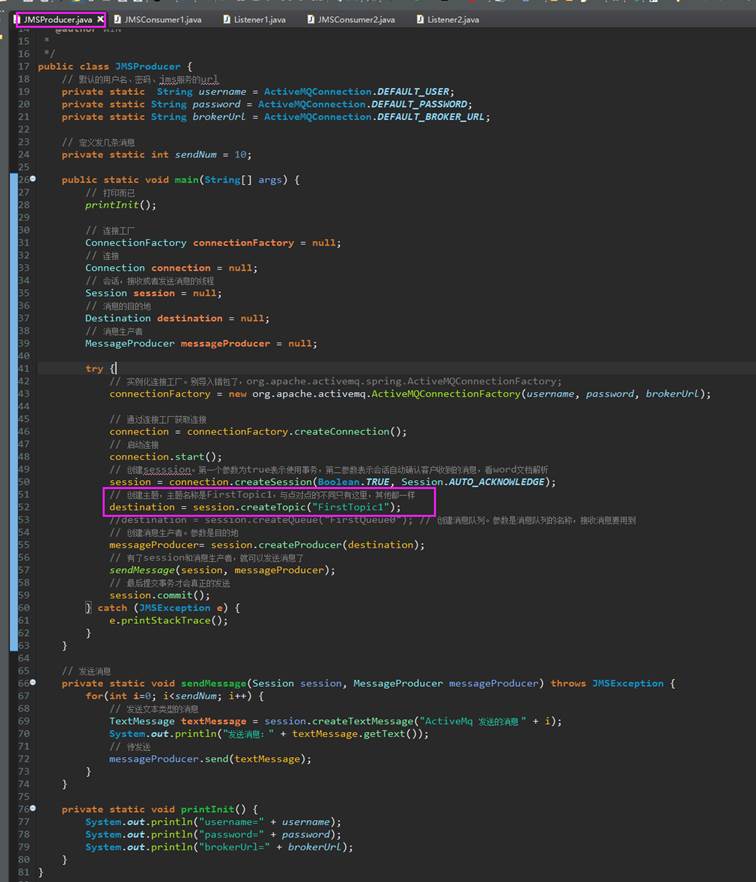 JMSProducer.java JMSConsumer1.java Listener1.java JMSConsumer2.java Listener2.java
14 * @author WIN
15 *
16 */
17 public class JMSProducer {
18 // 默认的用户名、密码、jms服务的url
19 private static String username = ActiveMQConnection.DEFAULT_USER;
20 private static String password = ActiveMQConnection.DEFAULT_PASSWORD;
21 private static String brokerUrl = ActiveMQConnection.DEFAULT_BROKER_URL;
22
23 // 定义发几条消息
24 private static int sendNum = 10;
25
26 public static void main(String[] args) {
27 // 打印而已
28 printInit();
29
30 // 连接工厂
31 ConnectionFactory connectionFactory = null;
32 // 连接
33 Connection connection = null;
34 // 会话，接收或者发送消息的线程
35 Session session = null;
36 // 消息的目的地
37 Destination destination = null;
38 // 消息生产者
39 MessageProducer messageProducer = null;
40
41 try {
42 // 实例化连接工厂。别导入错包了，org.apache.activemq.spring.ActiveMQConnectionFactory;
43 connectionFactory = new org.apache.activemq.ActiveMQConnectionFactory(username, password, brokerUrl);
44
45 // 通过连接工厂获取连接
46 connection = connectionFactory.createConnection();
47 // 启动连接
48 connection.start();
49 // 创建sesssion。第一个参数为true表示使用事务，第二参数表示会话自动确认客户收到的消息，看word文档解析
50 session = connection.createSession(Boolean.TRUE, Session.AUTO_ACKNOWLEDGE);
51 // 创建主题，主题名称是FirstTopic1，与点对点的不同只有这里，其他都一样
52 destination = session.createTopic("FirstTopic1");
53 //destination = session.createQueue("FirstQueue0"); // 创建消息队列。参数是消息队列的名称，接收消息要用到
54 // 创建消息生产者。参数是目的地
55 messageProducer= session.createProducer(destination);
56 // 有了session和消息生产者，就可以发送消息了
57 sendMessage(session, messageProducer);
58 // 最后提交事务才会真正的发送
59 session.commit();
60 } catch (JMSException e) {
61 e.printStackTrace();
62 }
63 }
64
65 // 发送消息
66 private static void sendMessage(Session session, MessageProducer messageProducer) throws JMSException {
67 for(int i=0; i<sendNum; i++) {
68 // 发送文本类型的消息
69 TextMessage textMessage = session.createTextMessage("ActiveMq 发送的消息" + i);
70 System.out.println("发送消息：" + textMessage.getText());
71 // 待发送
72 messageProducer.send(textMessage);
73 }
74 }
75
76 private static void printInit() {
77 System.out.println("username=" + username);
78 System.out.println("password=" + password);
79 System.out.println("brokerUrl=" + brokerUrl);
80 }
81 }